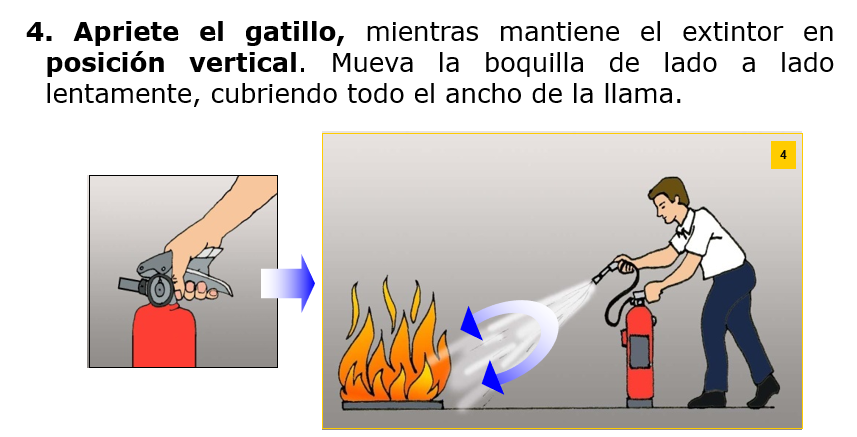 4. Apriete el gatillo, mientras mantiene el extintor en
posición vertical. Mueva la boquilla de lado a lado
lentamente, cubriendo todo el ancho de la llama.
4